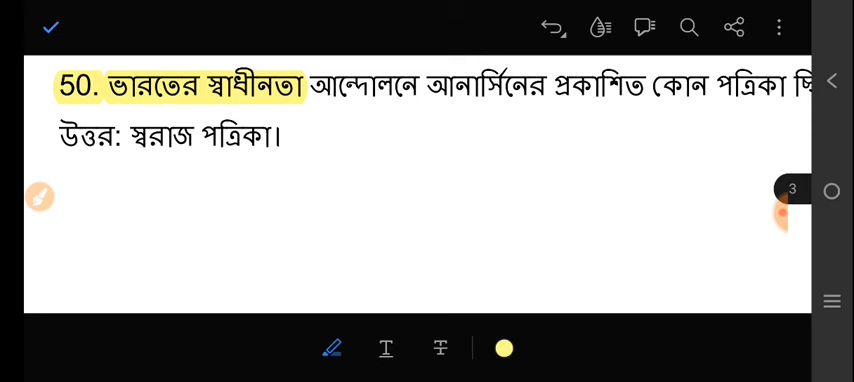 50. ভারতের স্বাধীনতা আন্দোলনে আনার্সিনের প্রকাশিত কোন পত্রিকা
উত্তর: স্বরাজ পত্রিকা।
3